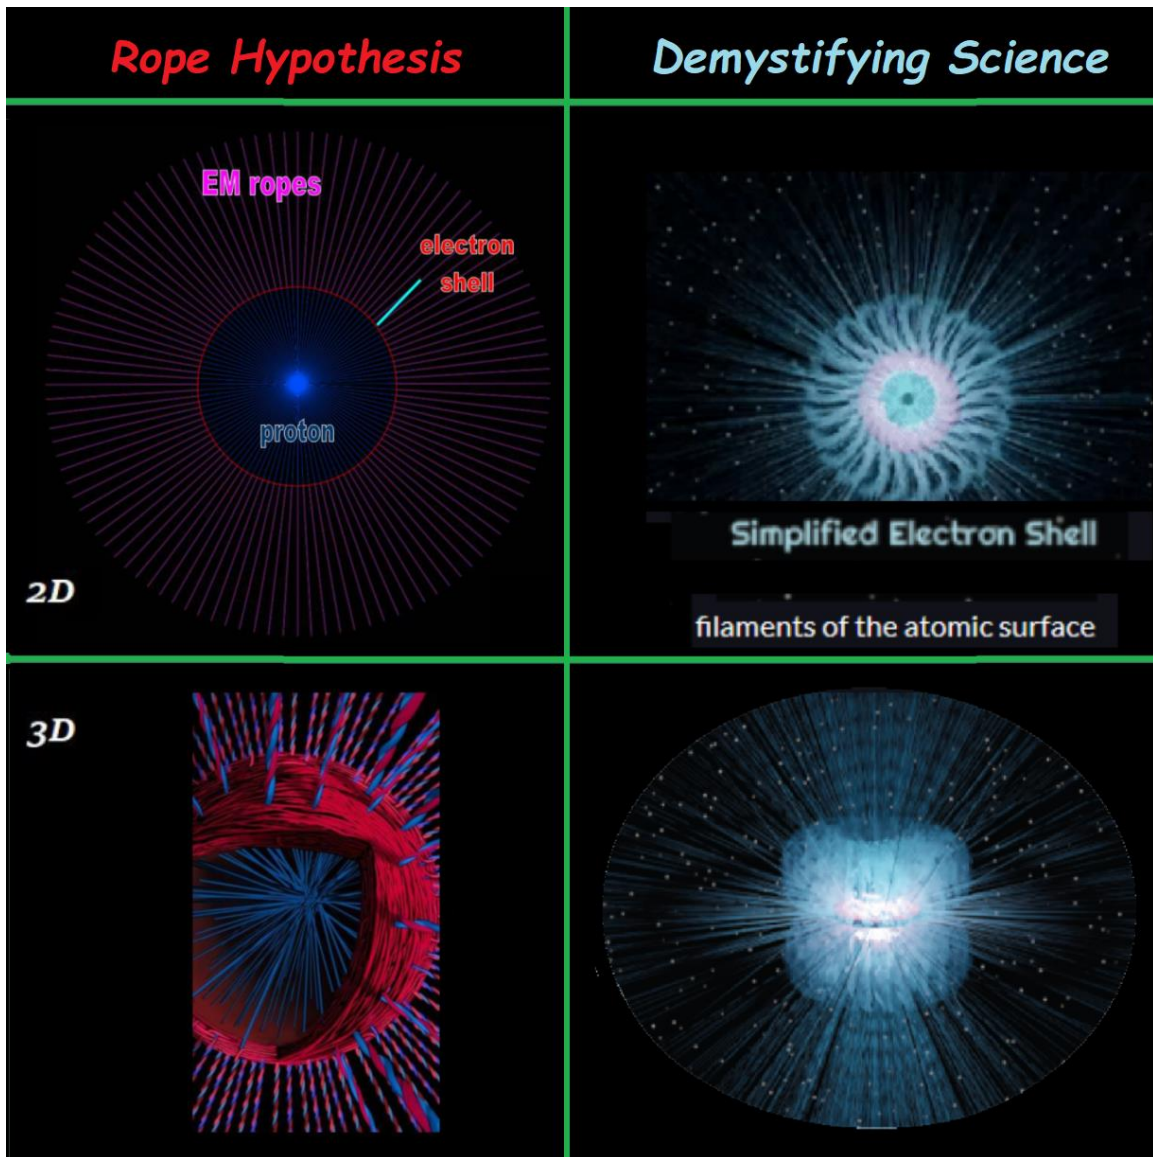 Rope Hypothesis
Demystifying Science
EM ropes
electron
shell
proton
2D
Simplified Electron Shell
filaments of the atomic surface
3D